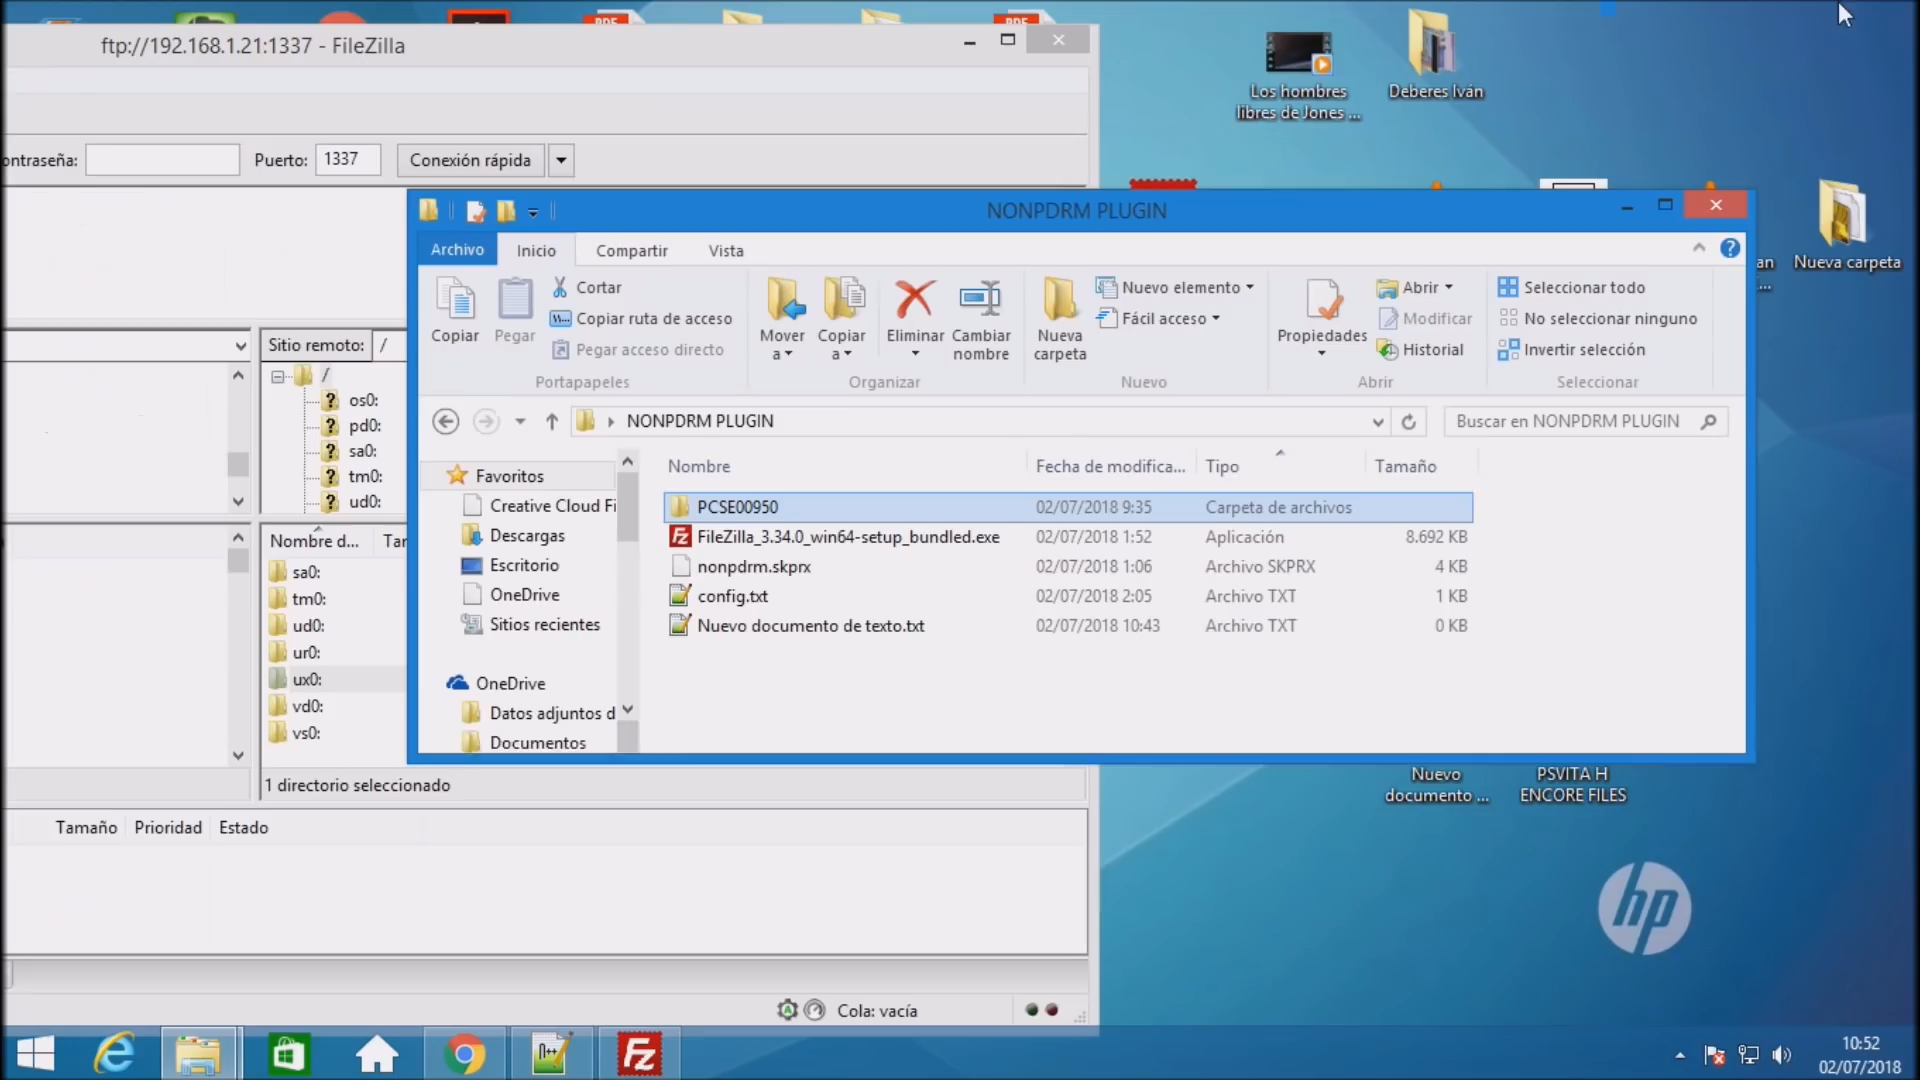 PDF
PDF
ftp://192.168.1.21:1337 - FileZilla
Los hombres
libres de Jones ...
Deberes Iván
ontraseña:
Puerto:
1337
Conexión rápida
NONPDRM PLUGIN
Archivo
Inicio
Compartir
Vista
an
...
Nueva carpeta
Copiar
Pegar
Cortar
Copiar ruta de acceso
Pegar acceso directo
Portapapeles
Mover
a
Copiar
a
Eliminar
Cambiar
nombre
Organizar
Nueva
carpeta
Nuevo elemento
Fácil acceso
Nuevo
Propiedades
Abrir
Modificar
Historial
Abrir
Seleccionar todo
No seleccionar ninguno
Invertir selección
Seleccionar
Sitio remoto:
/
/
os0:
pd0:
sa0:
tm0:
ud0:
NONPDRM PLUGIN
Buscar en NONPDRM PLUGIN
Favoritos
Creative Cloud Fi
Descargas
Escritorio
OneDrive
Sitios recientes
OneDrive
Datos adjuntos d
Documentos
Nombre
Fecha de modifica...
Tipo
Tamaño
PCSE00950
02/07/2018 9:35
Carpeta de archivos
FileZilla_3.34.0_win64-setup_bundled.exe
02/07/2018 1:52
Aplicación
8.692 KB
nonpdrm.skprx
02/07/2018 1:06
Archivo SKPRX
4 KB
config.txt
02/07/2018 2:05
Archivo TXT
1 KB
Nuevo documento de texto.txt
02/07/2018 10:43
Archivo TXT
0 KB
Nombre d...
Tar
sa0:
tm0:
ud0:
ur0:
ux0:
vd0:
vs0:
1 directorio seleccionado
Nuevo
documento ...
PSVITA H
ENCORE FILES
Tamaño
Prioridad
Estado
hp
Cola: vacía
10:52
02/07/2018